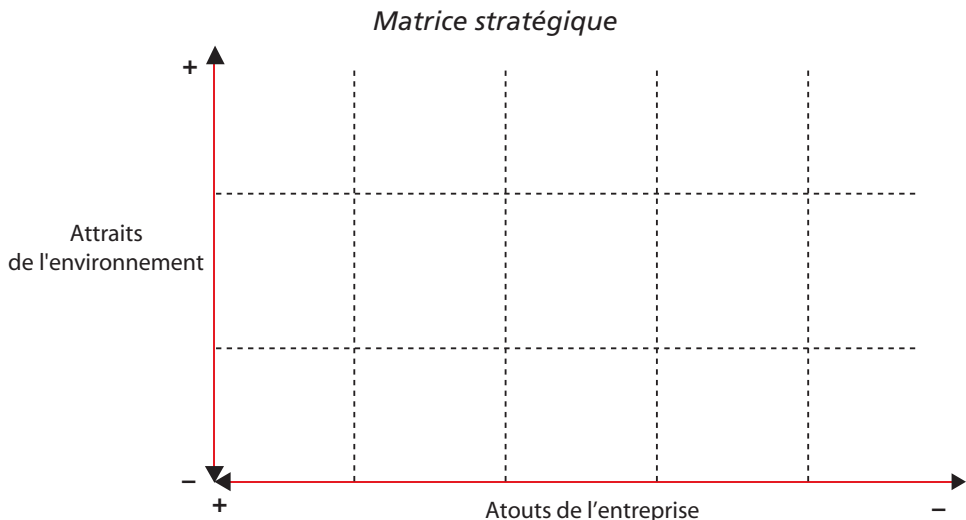 Matrice stratégique
+
Attraits
de l'environnement
–
+
Atouts de l’entreprise
–